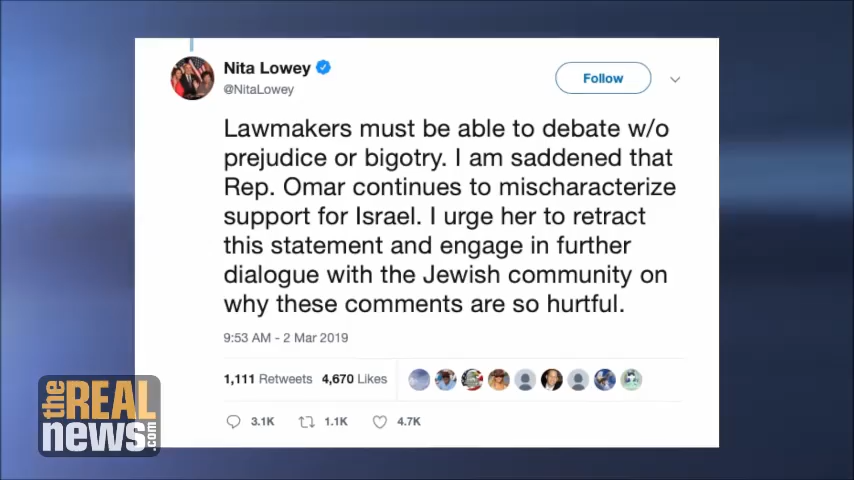 Nita Lowey
@NitaLowey
Follow
Lawmakers must be able to debate w/o
prejudice or bigotry. I am saddened that
Rep. Omar continues to mischaracterize
support for Israel. I urge her to retract
this statement and engage in further
dialogue with the Jewish community on
why these comments are so hurtful.
9:53 AM - 2 Mar 2019
1,111 Retweets 4,670 Likes
3.1K 1.1K 4.7K
the REAL
news.com